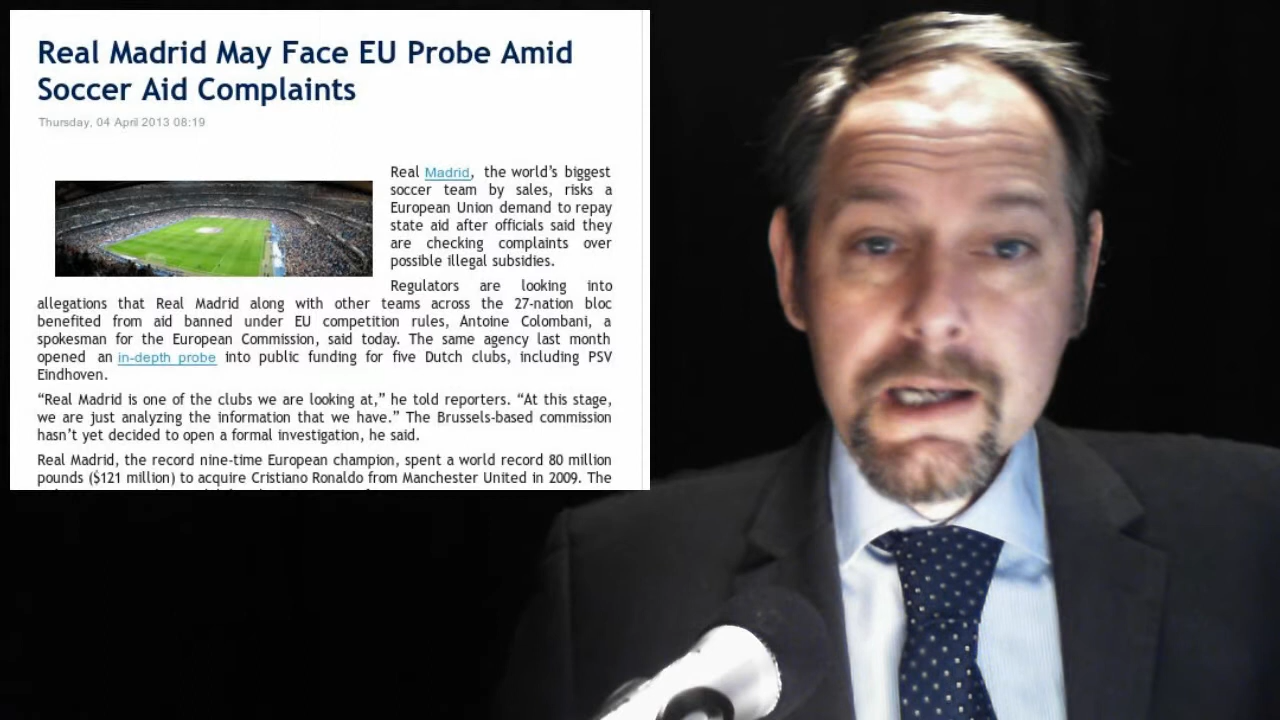 Real Madrid May Face EU Probe Amid
Soccer Aid Complaints
Thursday, 04 April 2013 08:19
Real Madrid, the world's biggest
soccer team by sales, risks a
European Union demand to repay
state aid after officials said they
are checking complaints over
possible illegal subsidies.
Regulators are looking into
allegations that Real Madrid along with other teams across the 27-nation bloc
benefited from aid banned under EU competition rules, Antoine Colombani, a
spokesman for the European Commission, said today. The same agency last month
opened an in-depth probe into public funding for five Dutch clubs, including PSV
Eindhoven.
“Real Madrid is one of the clubs we are looking at,” he told reporters. “At this stage,
we are just analyzing the information that we have.” The Brussels-based commission
hasn't yet decided to open a formal investigation, he said.
Real Madrid, the record nine-time European champion, spent a world record 80 million
pounds ($121 million) to acquire Cristiano Ronaldo from Manchester United in 2009. The